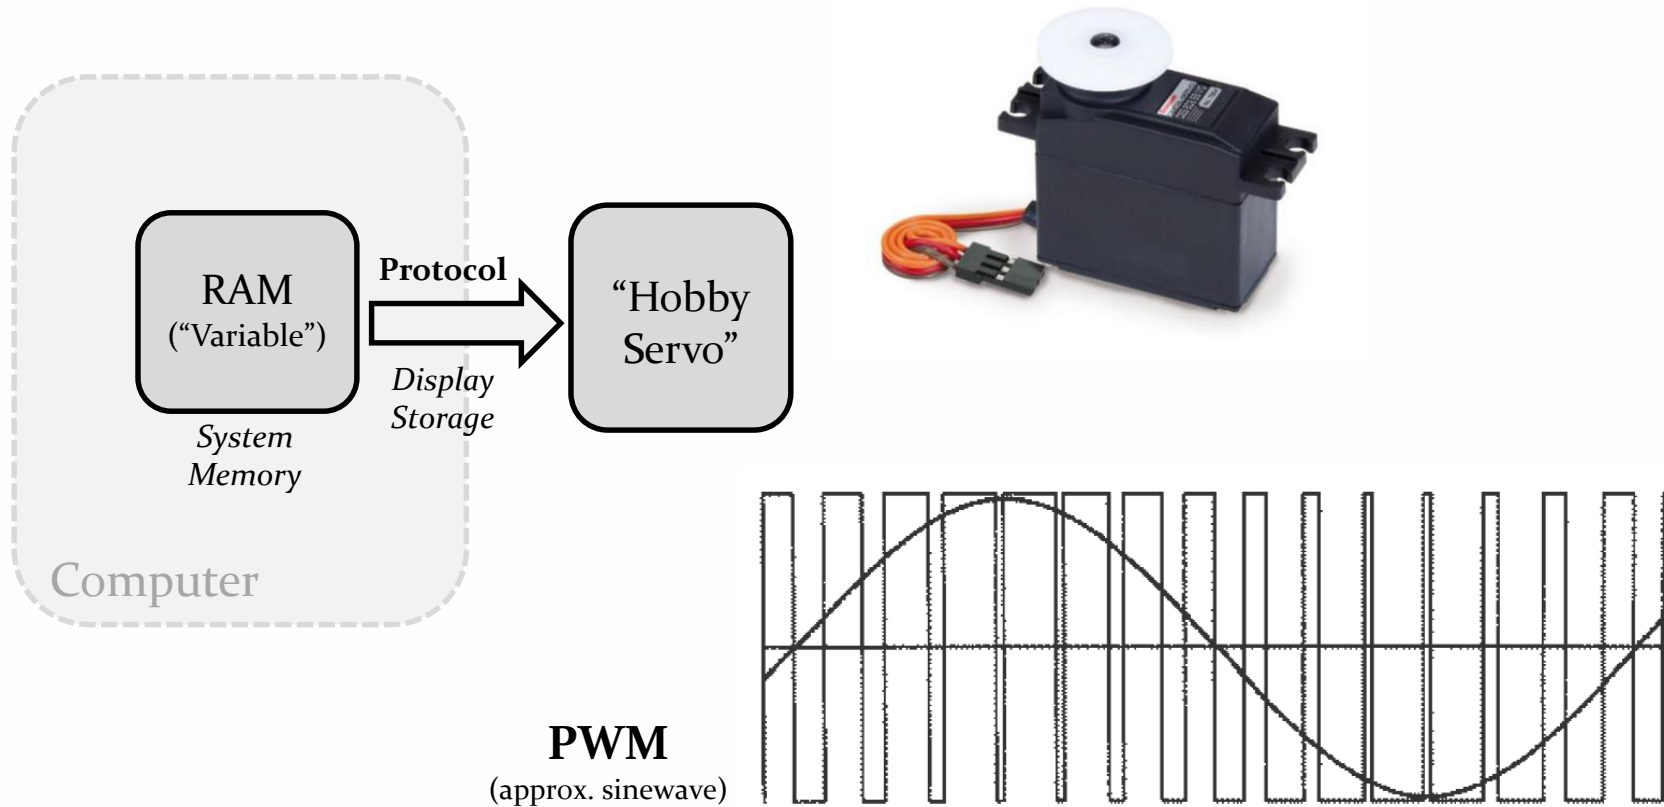 RAM
(“Variable”)
System
Memory
Protocol
Display
Storage
“Hobby
Servo”
Computer
PWM
(approx. sinewave)